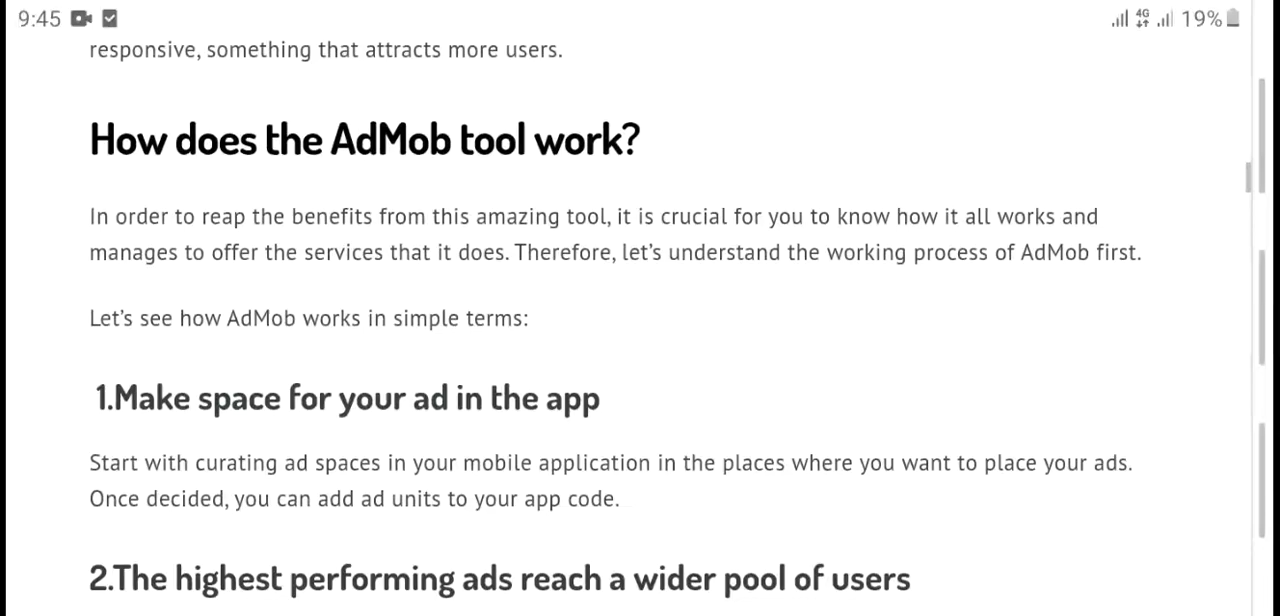 9:45
4G 19%
responsive, something that attracts more users.
How does the AdMob tool work?
In order to reap the benefits from this amazing tool, it is crucial for you to know how it all works and
manages to offer the services that it does. Therefore, let’s understand the working process of AdMob first.
Let’s see how AdMob works in simple terms:
1.Make space for your ad in the app
Start with curating ad spaces in your mobile application in the places where you want to place your ads.
Once decided, you can add ad units to your app code.
2.The highest performing ads reach a wider pool of users